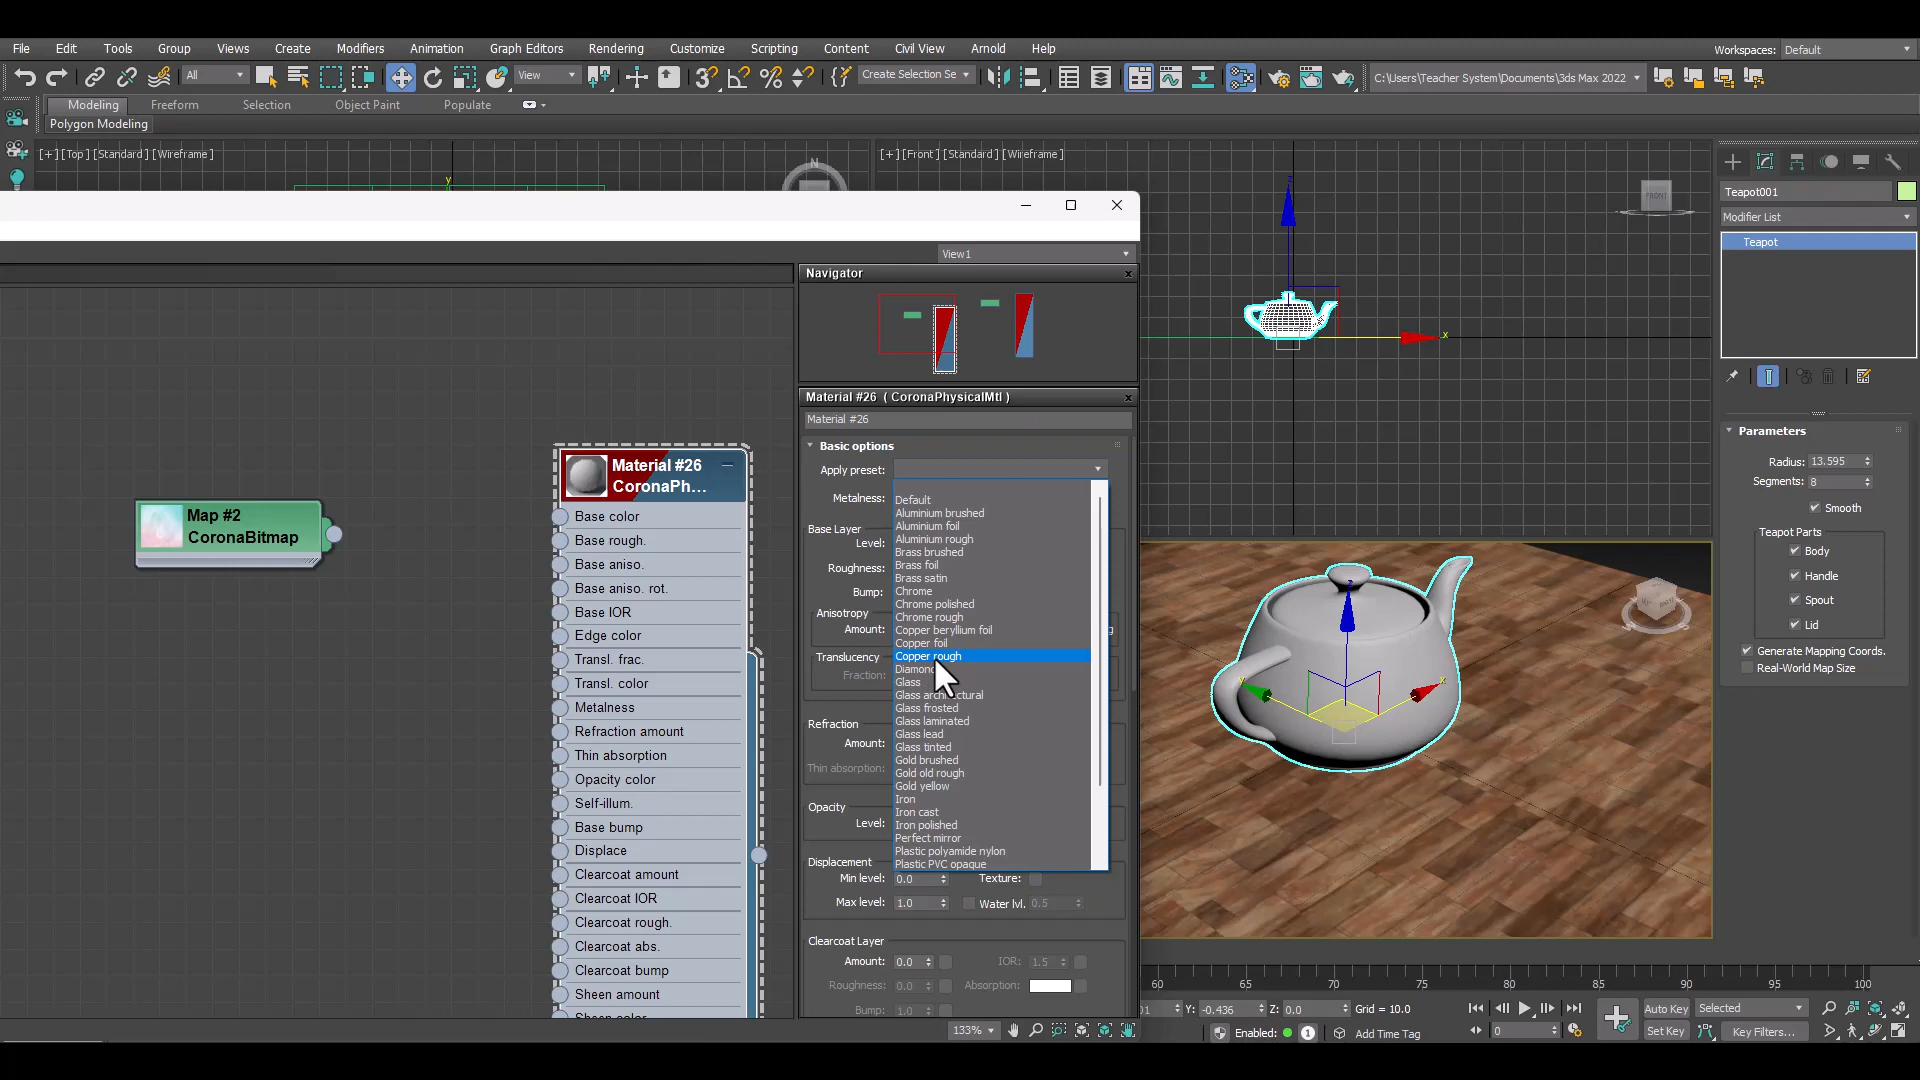 File Edit Tools Group Views Create Modifiers Animation Graph Editors Rendering Customize Scripting Content Civil View Arnold Help Workspaces: Default
All View Create Selection Se C:\Users\Teacher System\Documents\3ds Max 2022
Modeling Freeform Selection Object Paint Populate
Polygon Modeling
[+] [Top] [Standard] [Wireframe]
[+] [Front] [Standard] [Wireframe]
N
y
z
FRONT
x
Teapot001
Modifier List
Teapot
View1
Navigator
Material #26 ( CoronaPhysicalMtl )
Material #26
Basic options
Apply preset:
Metalness:
Base Layer
Level:
Roughness:
Bump:
Anisotropy
Amount:
Translucency
Fraction:
Refraction
Amount:
Thin absorption:
Opacity
Level:
Displacement
Min level: 0.0 Texture:
Max level: 1.0 Water lvl. 0.5
Clearcoat Layer
Amount: 0.0 IOR: 1.5
Roughness: 0.0 Absorption:
Bump: 1.0
Default
Aluminium brushed
Aluminium foil
Aluminium rough
Brass brushed
Brass foil
Brass satin
Chrome
Chrome polished
Chrome rough
Copper beryllium foil
Copper foil
Copper rough
Glass
Glass frosted
Glass laminated
Glass lead
Glass tinted
Gold brushed
Gold old rough
Gold yellow
Iron
Iron cast
Iron polished
Perfect mirror
Plastic polyamide nylon
Plastic PVC opaque
Map #2
CoronaBitmap
Material #26
CoronaPh...
Base color
Base rough.
Base aniso.
Base aniso. rot.
Base IOR
Edge color
Transl. frac.
Transl. color
Metalness
Refraction amount
Thin absorption
Opacity color
Self-illum.
Base bump
Displace
Clearcoat amount
Clearcoat IOR
Clearcoat rough.
Clearcoat abs.
Clearcoat bump
Sheen amount
133%
Parameters
Radius: 13.595
Segments: 8
Smooth
Teapot Parts
Body
Handle
Spout
Lid
Generate Mapping Coords.
Real-World Map Size
z
y
x
60 65 70 75 80 85 90 95 100
Y: -0.436 Z: 0.0 Grid = 10.0
Enabled: 1 Add Time Tag
0
Auto Key Selected
Set Key Key Filters...